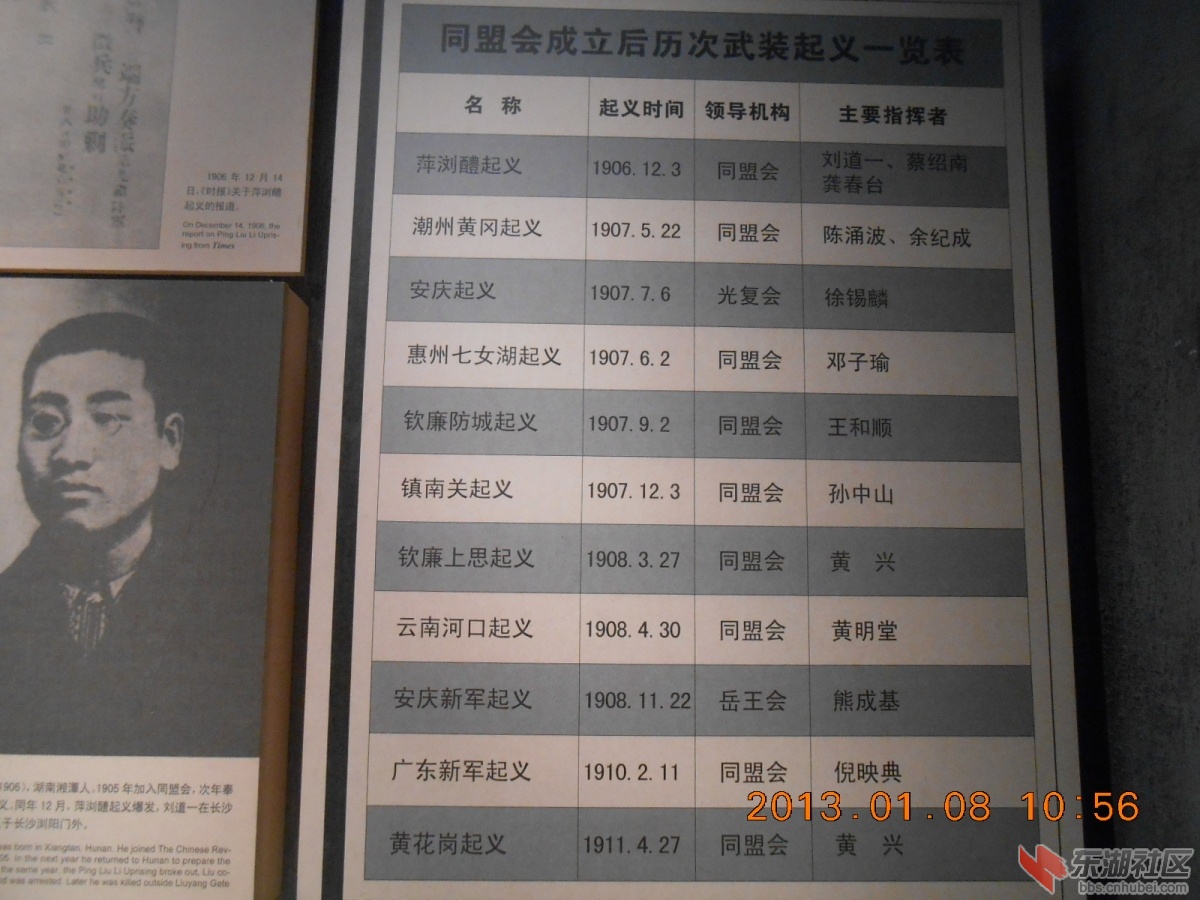 端方奏
助剿
1906 年 12 月 14
日，《时报》关于萍浏醴
起义的报道。
On December 14, 1906, the
report on Ping Liu Li Upris-
ing from Times
1906)，湖南湘潭人。1905 年加入同盟会，次年奉
义。同年 12 月，萍浏醴起义爆发，刘道一在长沙
于长沙浏阳门外。
was born in Xiangtan, Hunan. He joined The Chinese Rev-
05. In the next year he returned to Hunan to prepare the
the same year, the Ping Liu Li Uprising broke out, Liu co-
d was arrested. Later he was killed outside Liuyang Gate
同盟会成立后历次武装起义一览表
名 称 起义时间 领导机构 主要指挥者
萍浏醴起义 1906.12.3 同盟会 刘道一、蔡绍南
龚春台
潮州黄冈起义 1907.5.22 同盟会 陈涌波、余纪成
安庆起义 1907.7.6 光复会 徐锡麟
惠州七女湖起义 1907.6.2 同盟会 邓子瑜
钦廉防城起义 1907.9.2 同盟会 王和顺
镇南关起义 1907.12.3 同盟会 孙中山
钦廉上思起义 1908.3.27 同盟会 黄 兴
云南河口起义 1908.4.30 同盟会 黄明堂
安庆新军起义 1908.11.22 岳王会 熊成基
广东新军起义 1910.2.11 同盟会 倪映典
黄花岗起义 1911.4.27 同盟会 黄 兴
2013.01.08 10:56
东湖社区
bbs.cnhubei.com